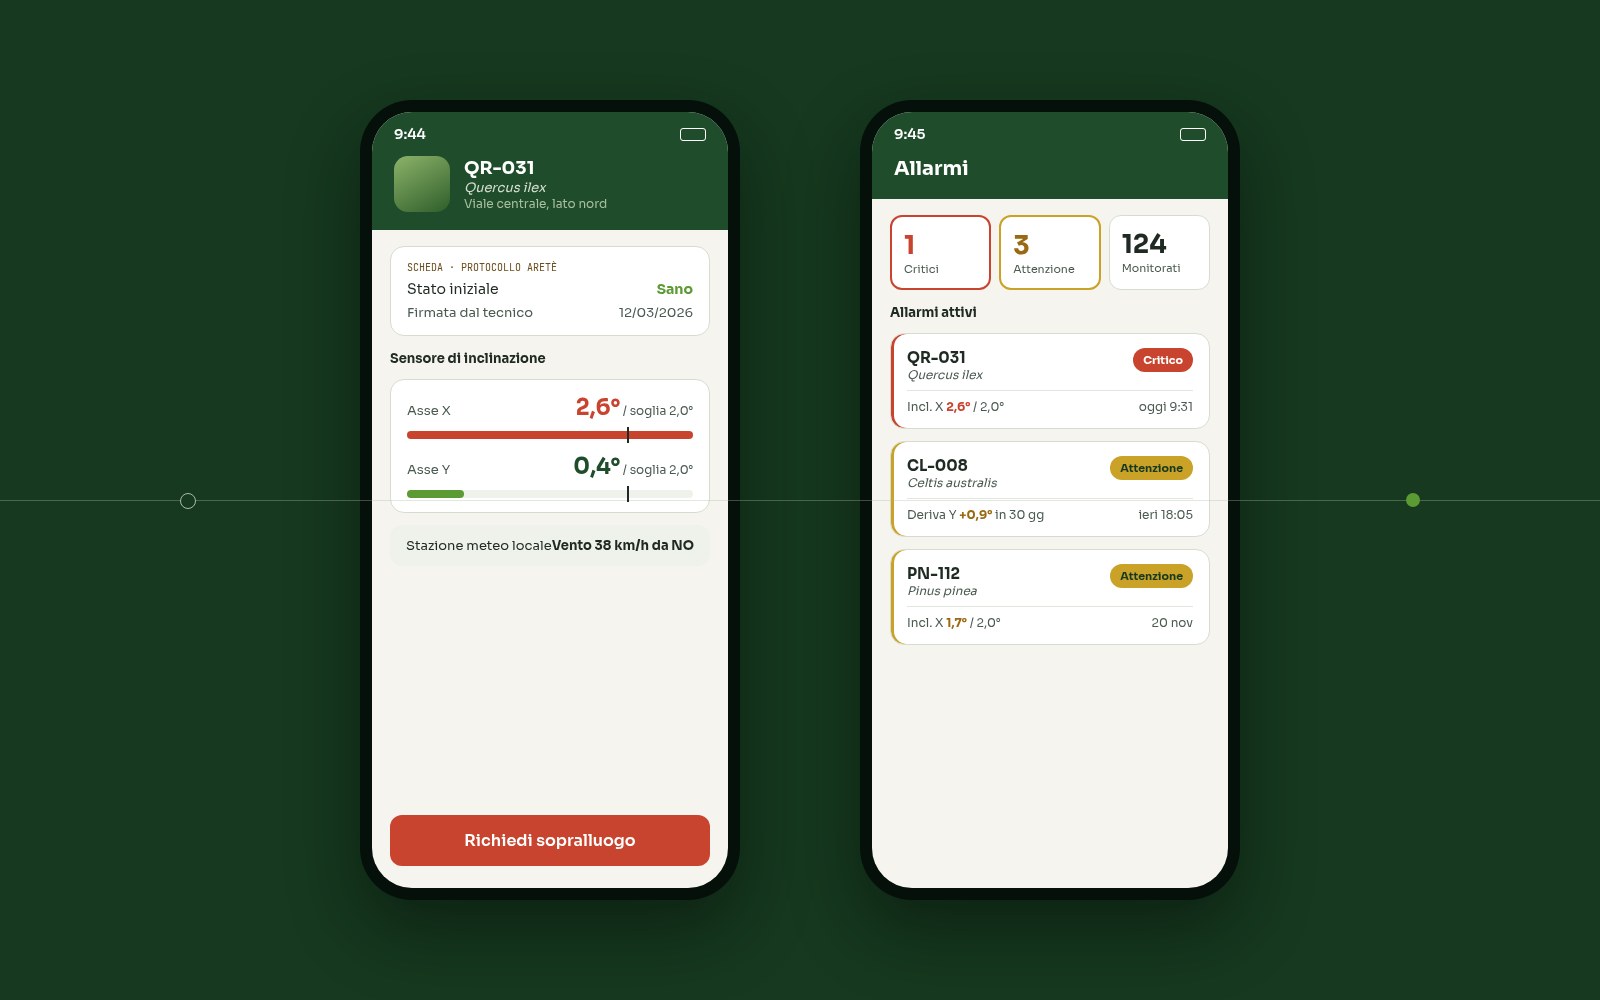 9:44
QR-031
Quercus ilex
Viale centrale, lato nord
SCHEDA · PROTOCOLLO ARETÈ
Stato iniziale Sano
Firmata dal tecnico 12/03/2026
Sensore di inclinazione
Asse X 2,6° / soglia 2,0°
Asse Y 0,4° / soglia 2,0°
Stazione meteo locale Vento 38 km/h da NO
Richiedi sopralluogo
9:45
Allarmi
1
Critici
3
Attenzione
124
Monitorati
Allarmi attivi
QR-031 Critico
Quercus ilex
Incl. X 2,6° / 2,0° oggi 9:31
CL-008 Attenzione
Celtis australis
Deriva Y +0,9° in 30 gg ieri 18:05
PN-112 Attenzione
Pinus pinea
Incl. X 1,7° / 2,0° 20 nov